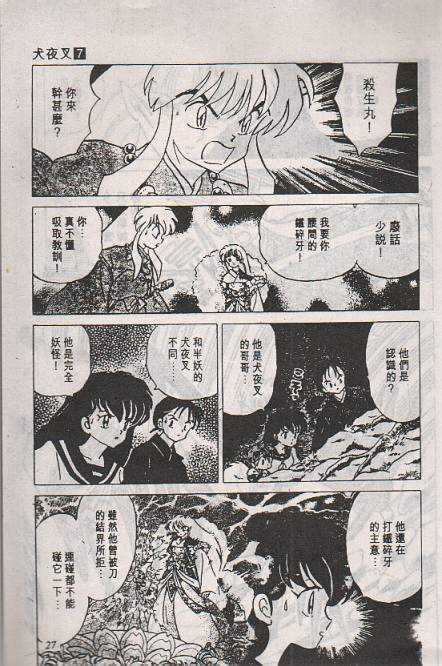 犬夜叉7
殺生丸！
你來
幹甚麼？
廢話
少說！
我要你
腰間的
鐵碎牙！
你…
真不懂
吸取教訓！
他們是
認識的？
他是犬夜叉
的哥哥…
和半妖的
犬夜叉
不同……
他是完全
妖怪！
他還在
打鐵碎牙
的主意…
雖然他曾被刀
的結界所拒…
連碰都不能
碰它一下…
27